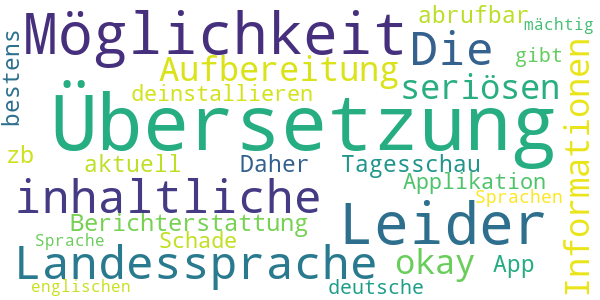 abrufbar
mächtig
Möglichkeit
Die
gibt
bestens
Aufbereitung
seriösen
Informationen
deinstallieren
Übersetzung
zb
aktuell
Daher
Tagesschau
Applikation
inhaltliche
Sprachen
Leider
Berichterstattung
Sprache
Schade
Landessprache
okay
App
englischen
deutsche